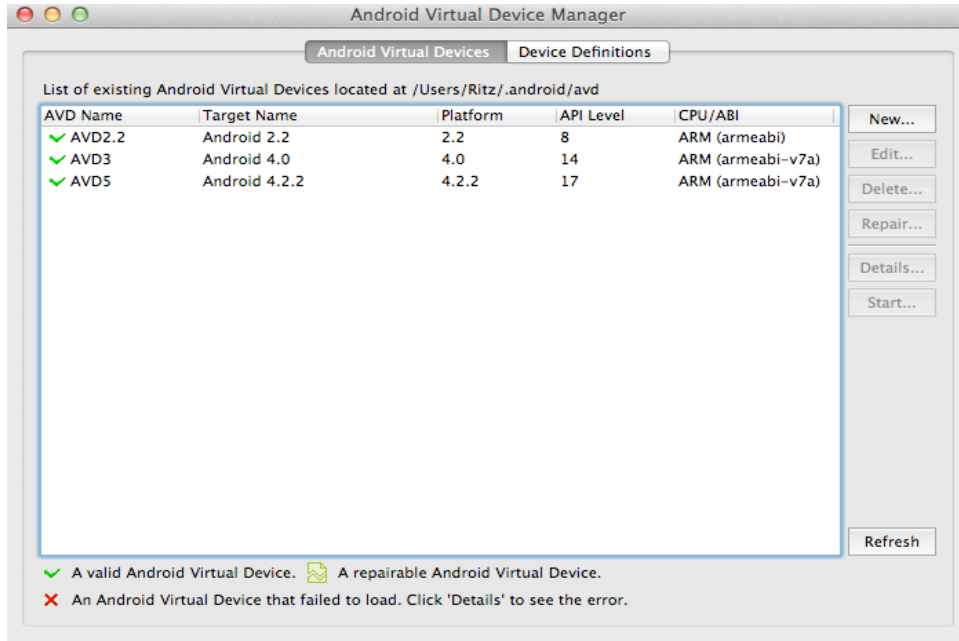 Android Virtual Device Manager
Android Virtual Devices Device Definitions
List of existing Android Virtual Devices located at /Users/Ritz/.android/avd
AVD Name Target Name Platform API Level CPU/ABI
AVD2.2 Android 2.2 2.2 8 ARM (armeabi)
AVD3 Android 4.0 4.0 14 ARM (armeabi-v7a)
AVD5 Android 4.2.2 4.2.2 17 ARM (armeabi-v7a)
New...
Edit...
Delete...
Repair...
Details...
Start...
Refresh
A valid Android Virtual Device. A repairable Android Virtual Device.
An Android Virtual Device that failed to load. Click 'Details' to see the error.